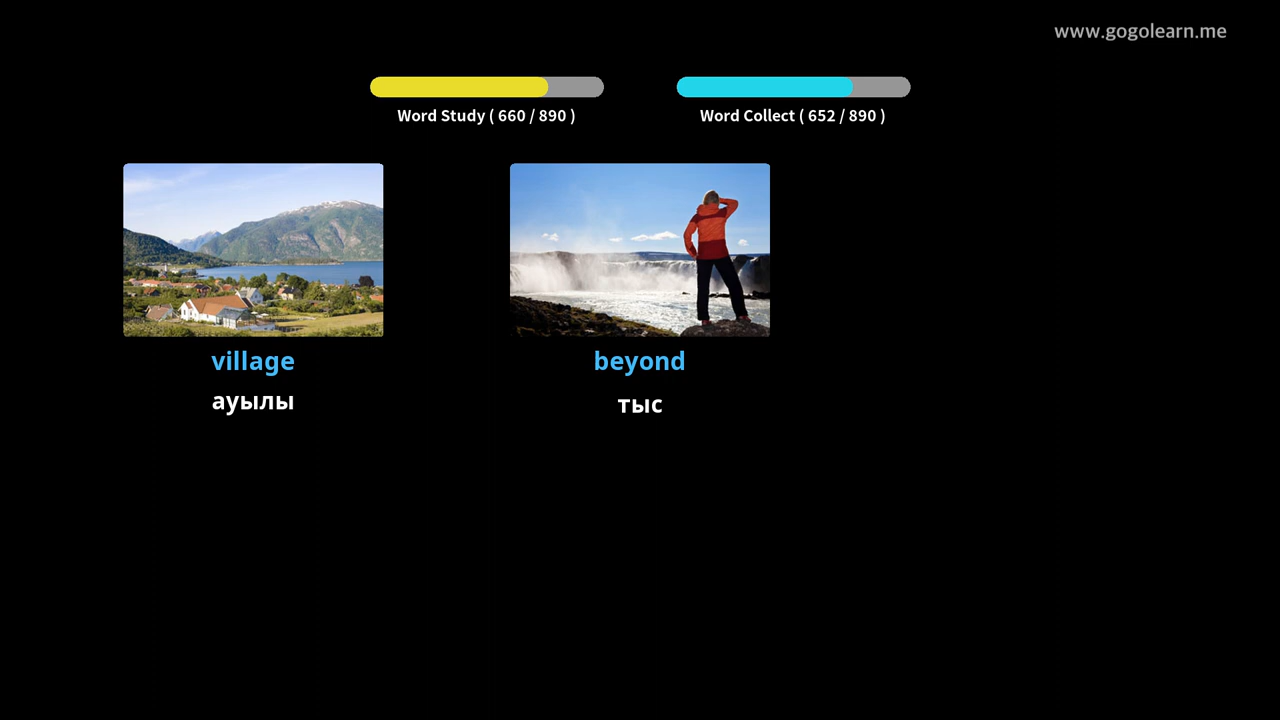 www.gogolearn.me
Word Study ( 660 / 890 )
Word Collect ( 652 / 890 )
village
ауылы
beyond
тыс